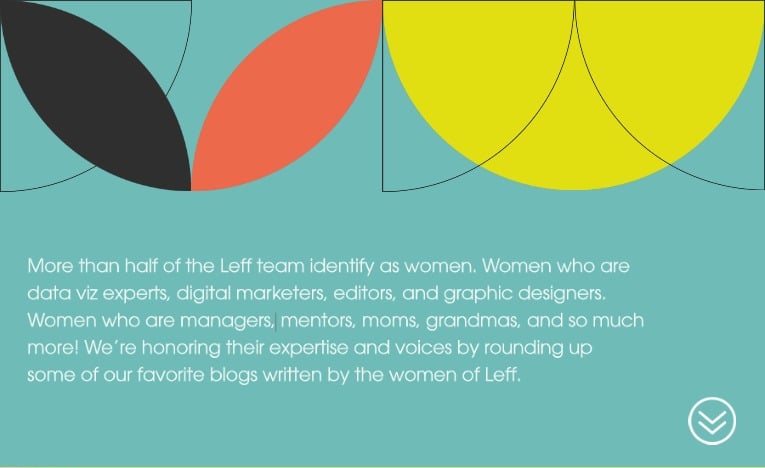 More than half of the Leff team identify as women. Women who are
data viz experts, digital marketers, editors, and graphic designers.
Women who are managers, mentors, moms, grandmas, and so much
more! We´re honoring their expertise and voices by rounding up
some of our favorite blogs written by the women of Leff.